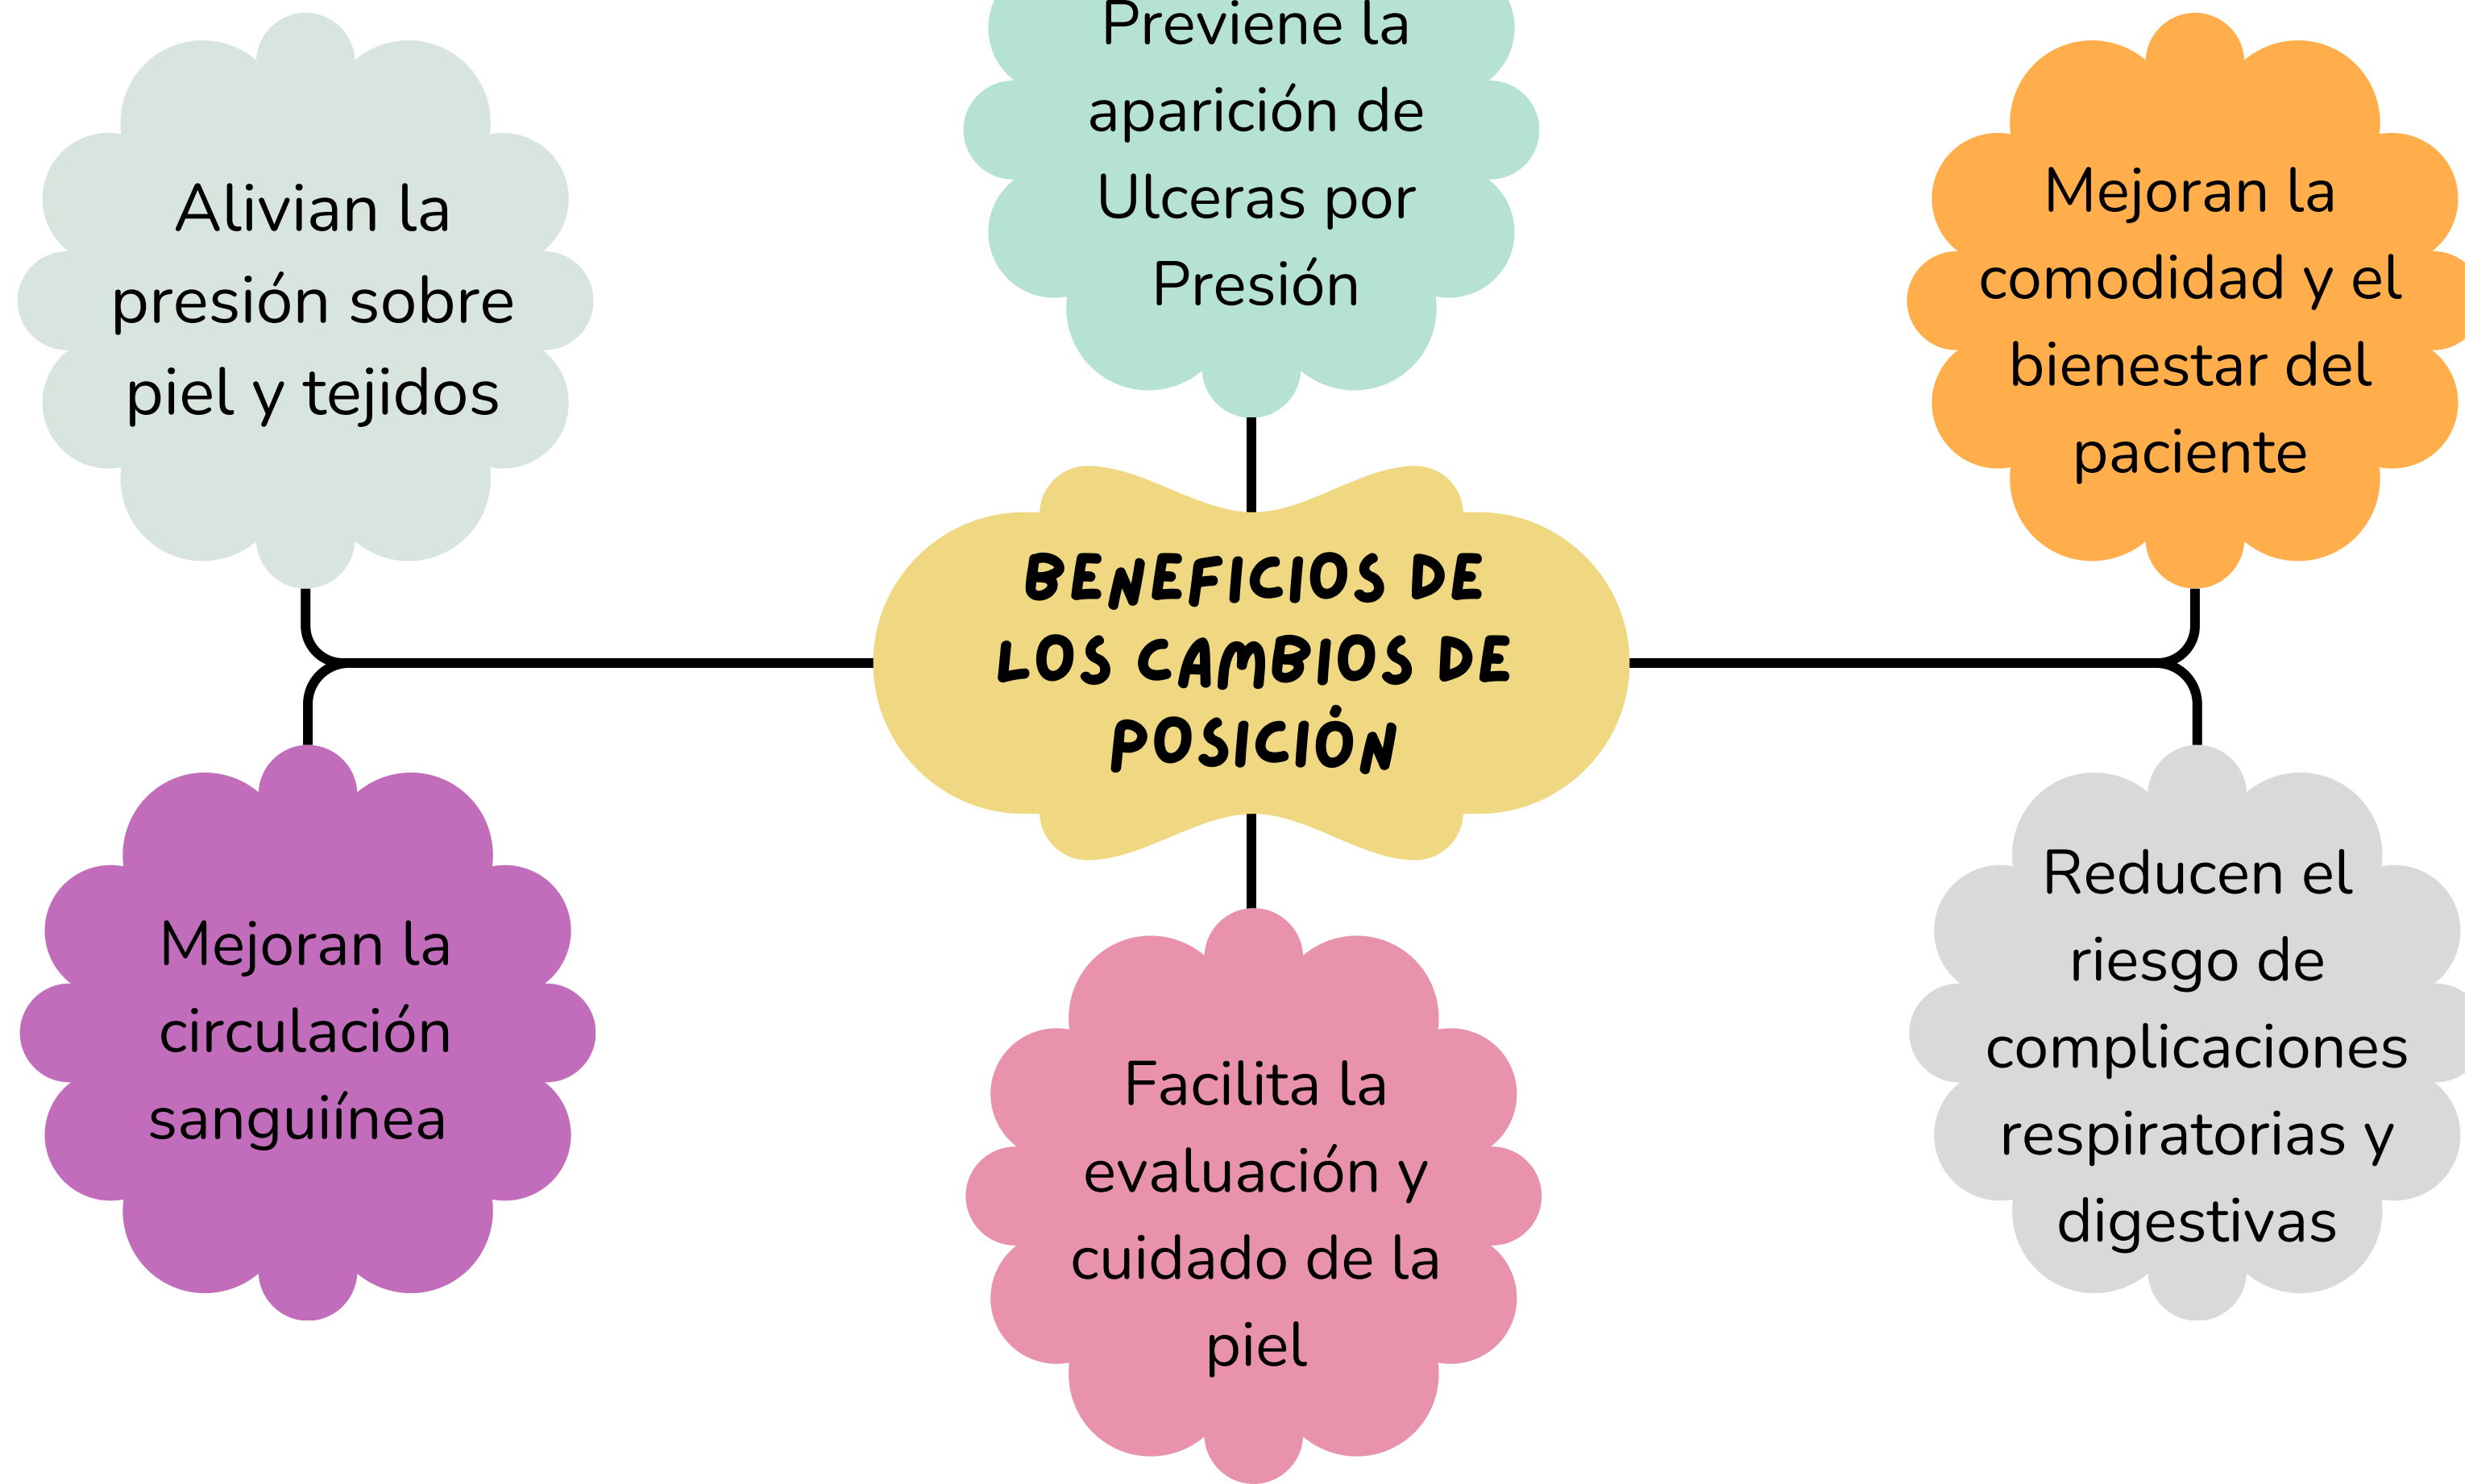 Alivian la
presión sobre
piel y tejidos
Previene la
aparición de
Ulceras por
Presión
Mejoran la
comodidad y el
bienestar del
paciente
BENEFICIOS DE
LOS CAMBIOS DE
POSICIÓN
Mejoran la
circulación
sanguiínea
Facilita la
evaluación y
cuidado de la
piel
Reducen el
riesgo de
complicaciones
respiratorias y
digestivas